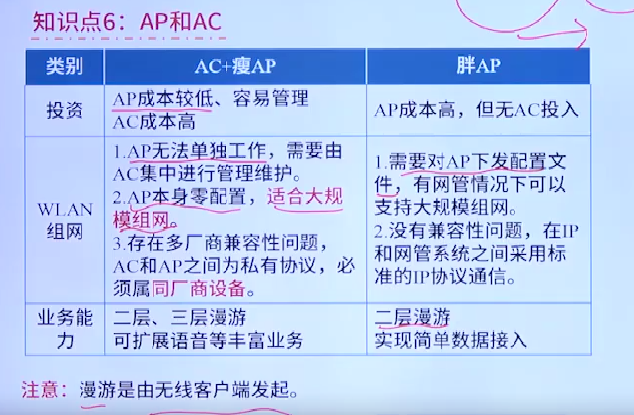 知识点6：AP和AC
类别
AC+瘦AP
胖AP
投资
AP成本较低、容易管理
AC成本高
AP成本高，但无AC投入
WLAN
组网
1.AP无法单独工作，需要由
AC集中进行管理维护。
2.AP本身零配置，适合大规
模组网。
3.存在多厂商兼容性问题，
AC和AP之间为私有协议，必
须属同厂商设备。
1.需要对AP下发配置文
件，有网管情况下可以
支持大规模组网。
2.没有兼容性问题，在IP
和网管系统之间采用标
准的IP协议通信。
业务能
力
二层、三层漫游
可扩展语音等丰富业务
二层漫游
实现简单数据接入
注意：漫游是由无线客户端发起。